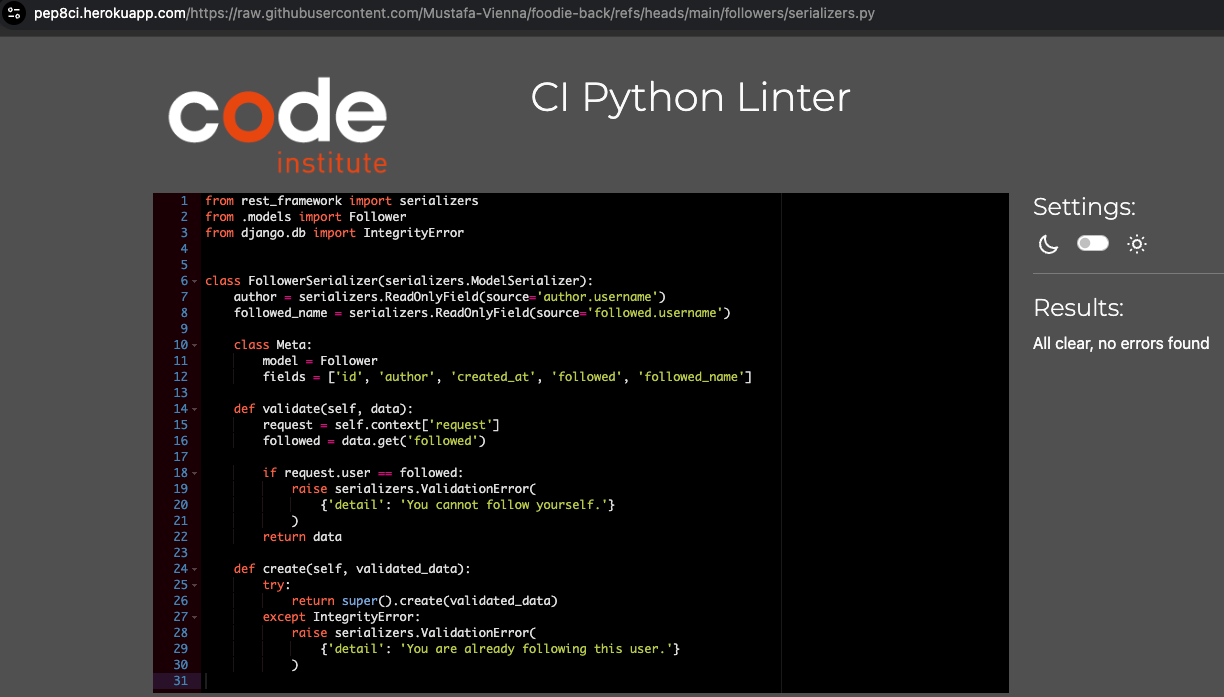 pep8ci.herokuapp.com/https://raw.githubusercontent.com/Mustafa-Vienna/foodie-back/refs/heads/main/followers/serializers.py
code
institute
CI Python Linter
1 from rest_framework import serializers
2 from .models import Follower
3 from django.db import IntegrityError
4
5
6 class FollowerSerializer(serializers.ModelSerializer):
7     author = serializers.ReadOnlyField(source='author.username')
8     followed_name = serializers.ReadOnlyField(source='followed.username')
9
10     class Meta:
11         model = Follower
12         fields = ['id', 'author', 'created_at', 'followed', 'followed_name']
13
14     def validate(self, data):
15         request = self.context['request']
16         followed = data.get('followed')
17
18         if request.user == followed:
19             raise serializers.ValidationError(
20                 {'detail': 'You cannot follow yourself.'}
21             )
22         return data
23
24     def create(self, validated_data):
25         try:
26             return super().create(validated_data)
27         except IntegrityError:
28             raise serializers.ValidationError(
29                 {'detail': 'You are already following this user.'}
30             )
31
Settings:
Results:
All clear, no errors found